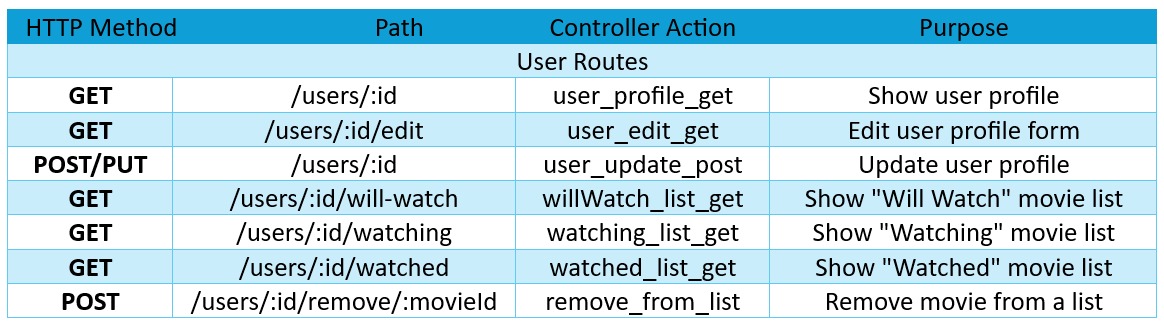 HTTP Method Path Controller Action Purpose
User Routes
GET /users/:id user_profile_get Show user profile
GET /users/:id/edit user_edit_get Edit user profile form
POST/PUT /users/:id user_update_post Update user profile
GET /users/:id/will-watch willWatch_list_get Show "Will Watch" movie list
GET /users/:id/watching watching_list_get Show "Watching" movie list
GET /users/:id/watched watched_list_get Show "Watched" movie list
POST /users/:id/remove/:movieId remove_from_list Remove movie from a list